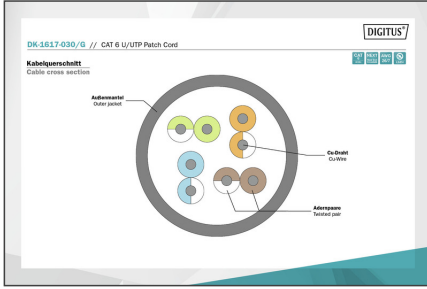 DIGITUS®
DK-1617-030/G // CAT 6 U/UTP Patch Cord
Kabelquerschnitt
Cable cross section
Außenmantel
Outer jacket
Cu-Draht
Cu-Wire
Adernpaare
Twisted pair